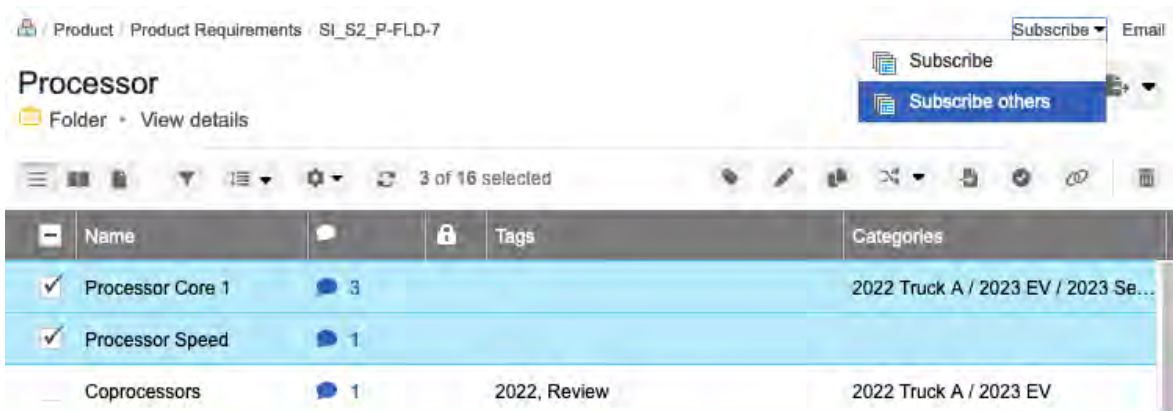 Product / Product Requirements / SI_S2_P-FLD-7 Subscribe Email
Subscribe
Processor
Subscribe others
Folder · View details
3 of 16 selected
Name Tags Categories
Processor Core 1 3 2022 Truck A / 2023 EV / 2023 Se...
Processor Speed 1
Coprocessors 1 2022, Review 2022 Truck A / 2023 EV